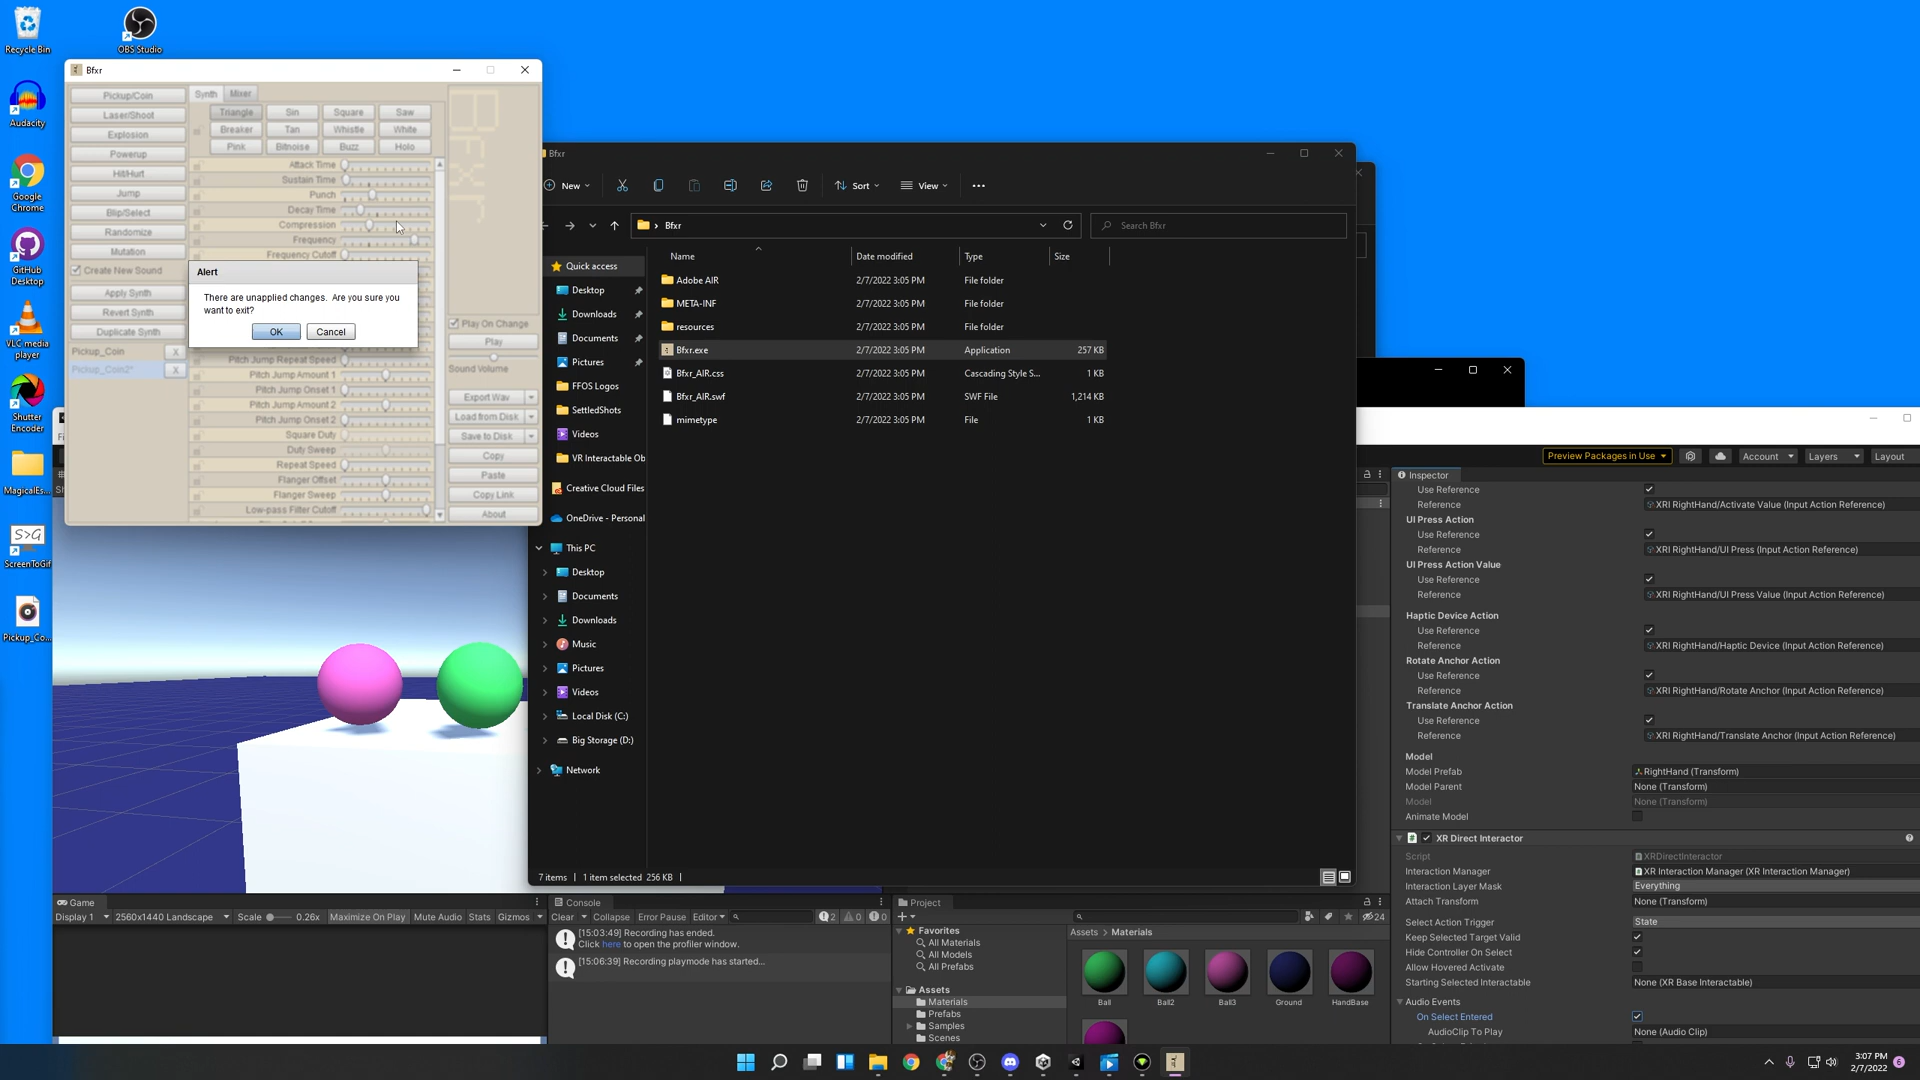 Recycle Bin
OBS Studio
Audacity
Google
Chrome
GitHub
Desktop
VLC media
player
Shutter
Encoder
MagicalEs...
ScreenToGif
Pickup_Co...
Bfxr
Pickup/Coin
Laser/Shoot
Explosion
Powerup
Hit/Hurt
Jump
Blip/Select
Randomize
Mutation
Create New Sound
Apply Synth
Revert Synth
Duplicate Synth
Pickup_Coin X
Pickup_Coin2* X
Synth Mixer
Triangle Sin Square Saw
Breaker Tan Whistle White
Pink Bitnoise Buzz Holo
Attack Time
Sustain Time
Punch
Decay Time
Compression
Frequency
Frequency Cutoff
Alert
There are unapplied changes. Are you sure you
want to exit?
OK Cancel
Pitch Jump Repeat Speed
Pitch Jump Amount 1
Pitch Jump Onset 1
Pitch Jump Amount 2
Pitch Jump Onset 2
Square Duty
Duty Sweep
Repeat Speed
Flanger Offset
Flanger Sweep
Low-pass Filter Cutoff
Bfxr
Play On Change
Play
Sound Volume
Export Wav
Load from Disk
Save to Disk
Copy
Paste
Copy Link
About
Bfxr
New Sort View
Bfxr
Search Bfxr
Quick access
Desktop
Downloads
Documents
Pictures
FFOS Logos
SettledShots
Videos
VR Interactable Ob
Creative Cloud Files
OneDrive - Personal
This PC
Desktop
Documents
Downloads
Music
Pictures
Videos
Local Disk (C:)
Big Storage (D:)
Network
Name Date modified Type Size
Adobe AIR 2/7/2022 3:05 PM File folder
META-INF 2/7/2022 3:05 PM File folder
resources 2/7/2022 3:05 PM File folder
Bfxr.exe 2/7/2022 3:05 PM Application 257 KB
Bfxr_AIR.css 2/7/2022 3:05 PM Cascading Style S... 1 KB
Bfxr_AIR.swf 2/7/2022 3:05 PM SWF File 1,214 KB
mimetype 2/7/2022 3:05 PM File 1 KB
7 items 1 item selected 256 KB
Preview Packages in Use Account Layers Layout
Inspector
Use Reference
Reference XRI RightHand/Activate Value (Input Action Reference)
UI Press Action
Use Reference
Reference XRI RightHand/UI Press (Input Action Reference)
UI Press Action Value
Use Reference
Reference XRI RightHand/UI Press Value (Input Action Reference)
Haptic Device Action
Use Reference
Reference XRI RightHand/Haptic Device (Input Action Reference)
Rotate Anchor Action
Use Reference
Reference XRI RightHand/Rotate Anchor (Input Action Reference)
Translate Anchor Action
Use Reference
Reference XRI RightHand/Translate Anchor (Input Action Reference)
Model
Model Prefab RightHand (Transform)
Model Parent None (Transform)
Model None (Transform)
Animate Model
XR Direct Interactor
Script XRDirectInteractor
Interaction Manager XR Interaction Manager (XR Interaction Manager)
Interaction Layer Mask Everything
Attach Transform None (Transform)
Select Action Trigger State
Keep Selected Target Valid
Hide Controller On Select
Allow Hovered Activate
Starting Selected Interactable None (XR Base Interactable)
Audio Events
On Select Entered
AudioClip To Play None (Audio Clip)
Game
Display 1 2560x1440 Landscape Scale 0.26x Maximize On Play Mute Audio Stats Gizmos
Console
Clear Collapse Error Pause Editor 2 0 0
[15:03:49] Recording has ended.
Click here to open the profiler window.
[15:06:39] Recording playmode has started...
Project
24
Favorites
All Materials
All Models
All Prefabs
Assets
Materials
Prefabs
Samples
Scenes
Assets > Materials
Ball Ball2 Ball3 Ground HandBase
3:07 PM
2/7/2022
6